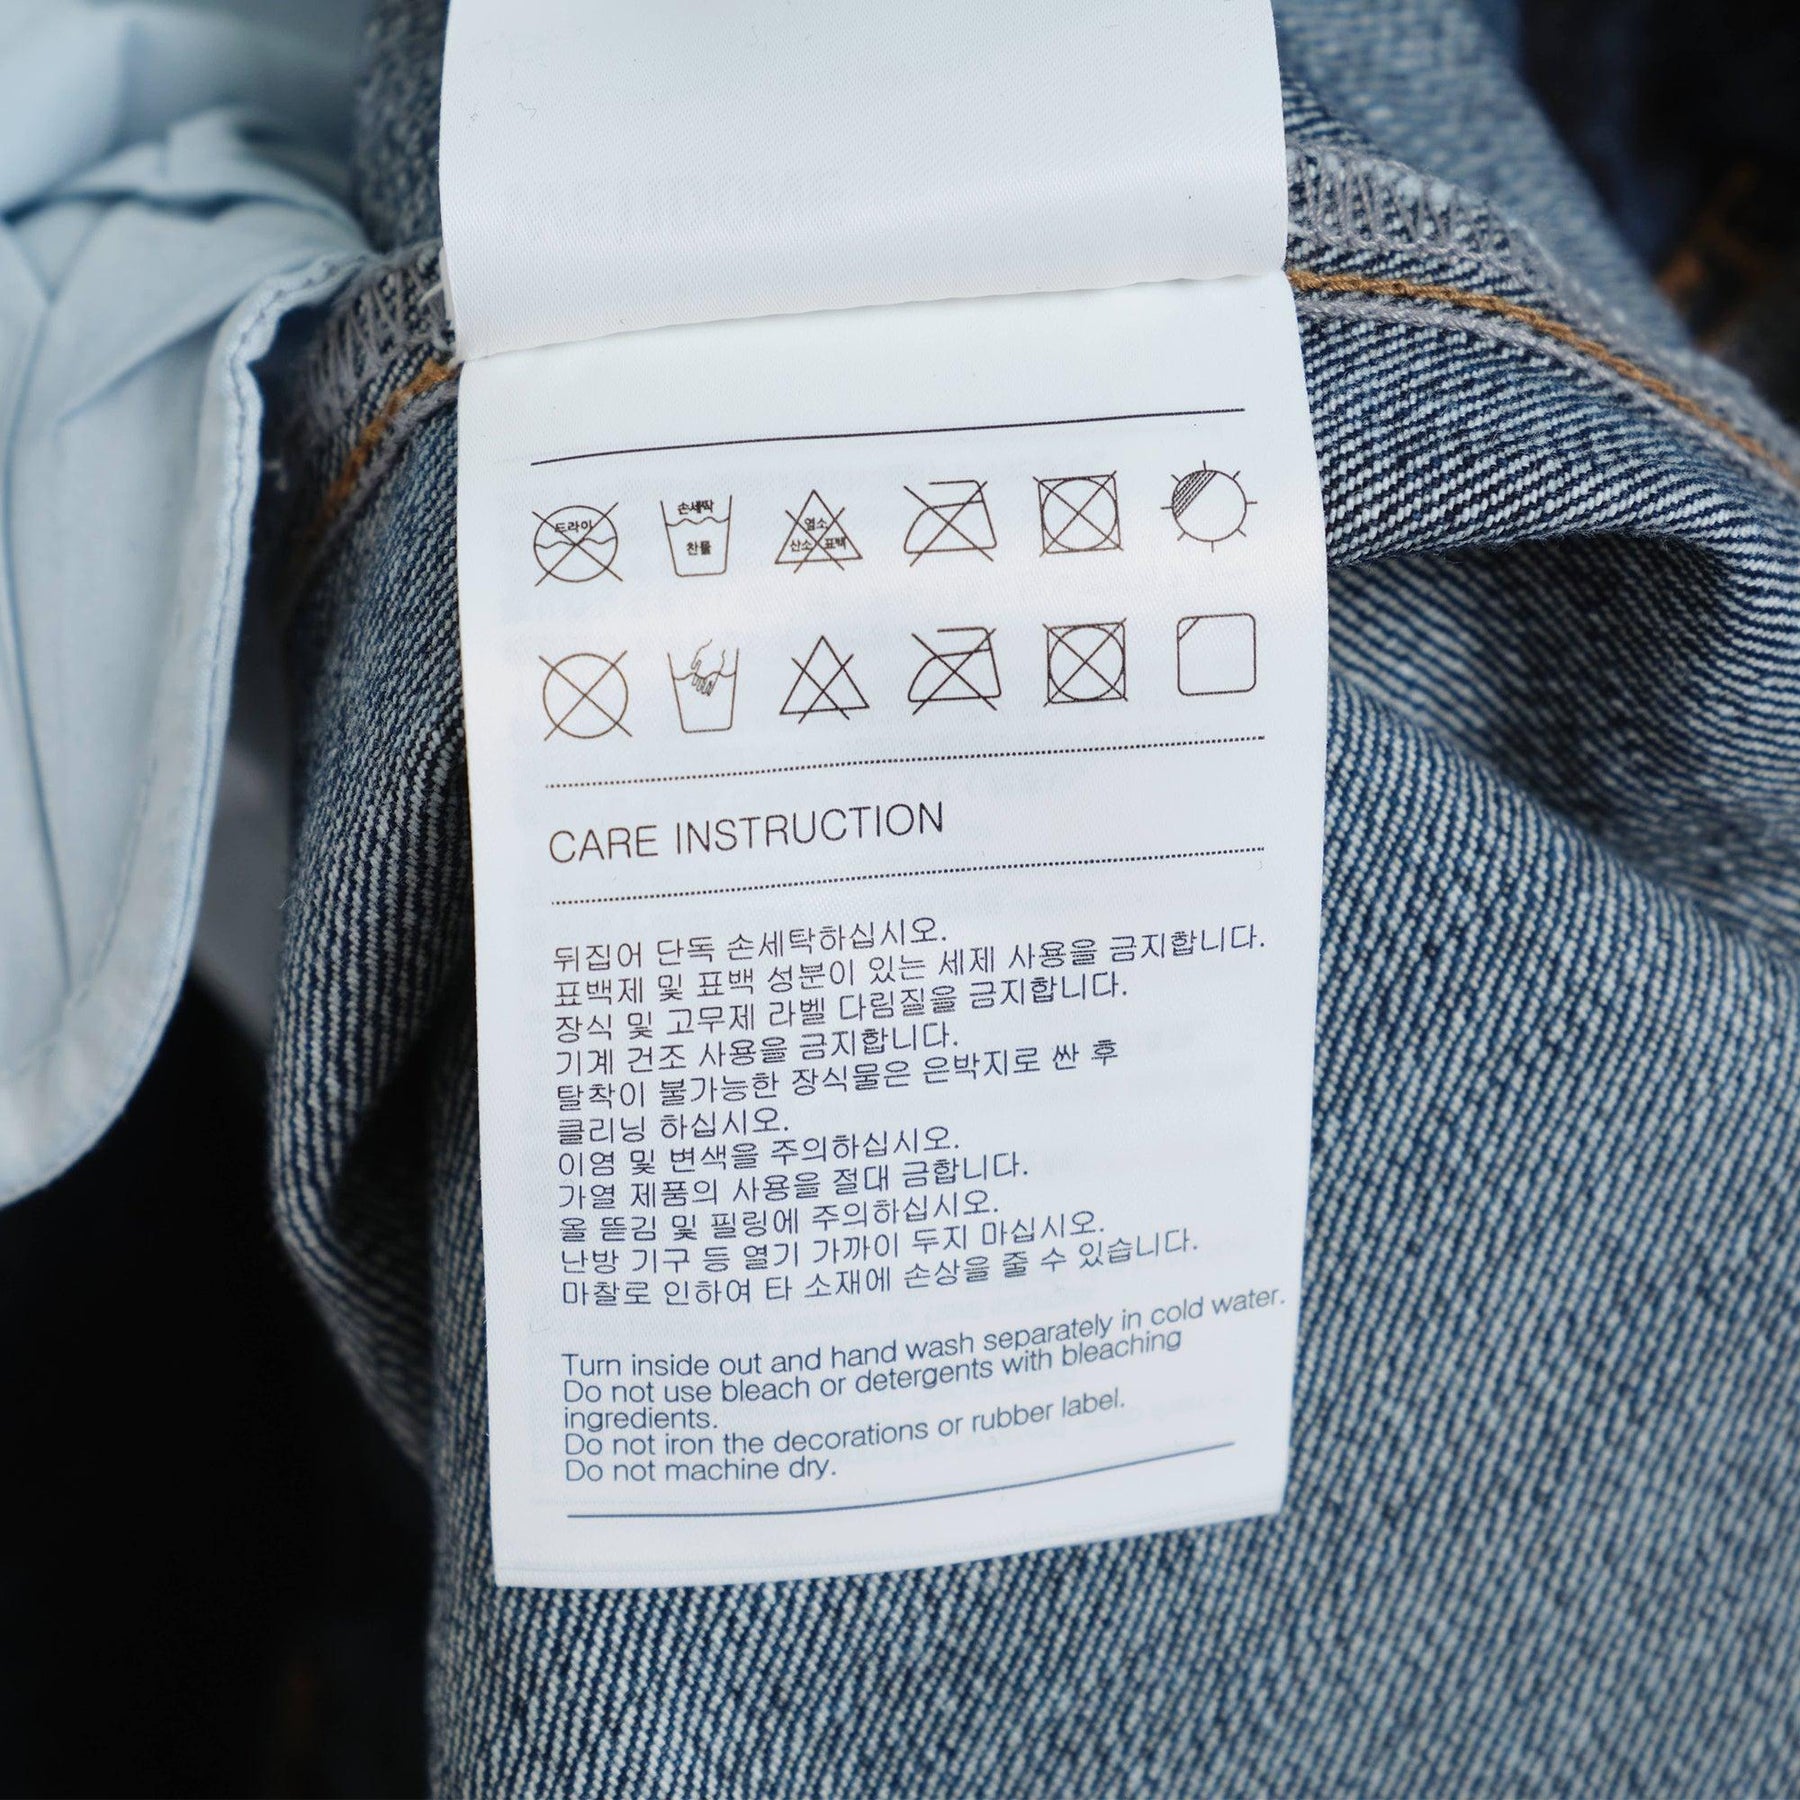 드라이
손세탁
찬물
염소
산소 표백
CARE INSTRUCTION
뒤집어 단독 손세탁하십시오.
표백제 및 표백 성분이 있는 세제 사용을 금지합니다.
장식 및 고무제 라벨 다림질을 금지합니다.
기계 건조 사용을 금지합니다.
탈착이 불가능한 장식물은 은박지로 싼 후
클리닝 하십시오.
이염 및 변색을 주의하십시오.
가열 제품의 사용을 절대 금합니다.
올 뜯김 및 필링에 주의하십시오.
난방 기구 등 열기 가까이 두지 마십시오.
마찰로 인하여 타 소재에 손상을 줄 수 있습니다.
Turn inside out and hand wash separately in cold water.
Do not use bleach or detergents with bleaching
ingredients.
Do not iron the decorations or rubber label.
Do not machine dry.